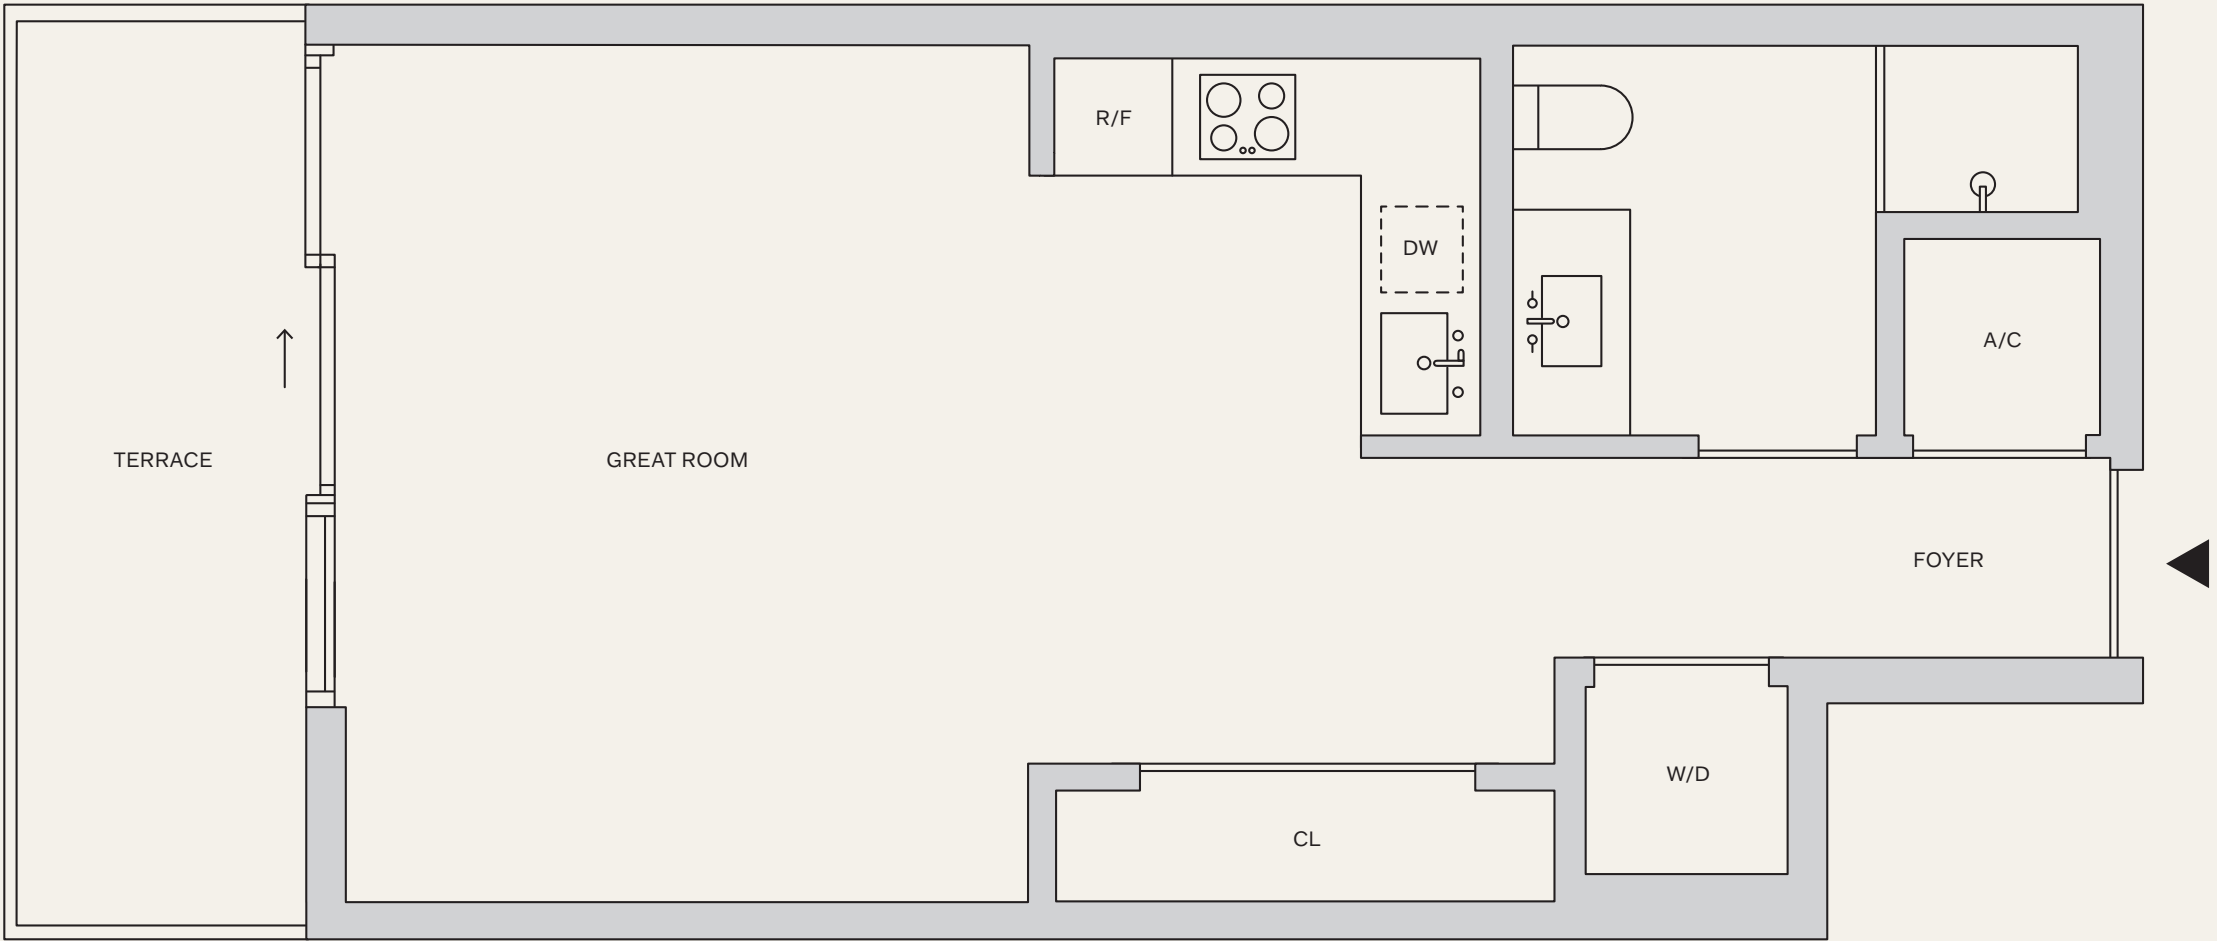 R/F
DW
A/C
TERRACE
GREAT ROOM
FOYER
W/D
CL